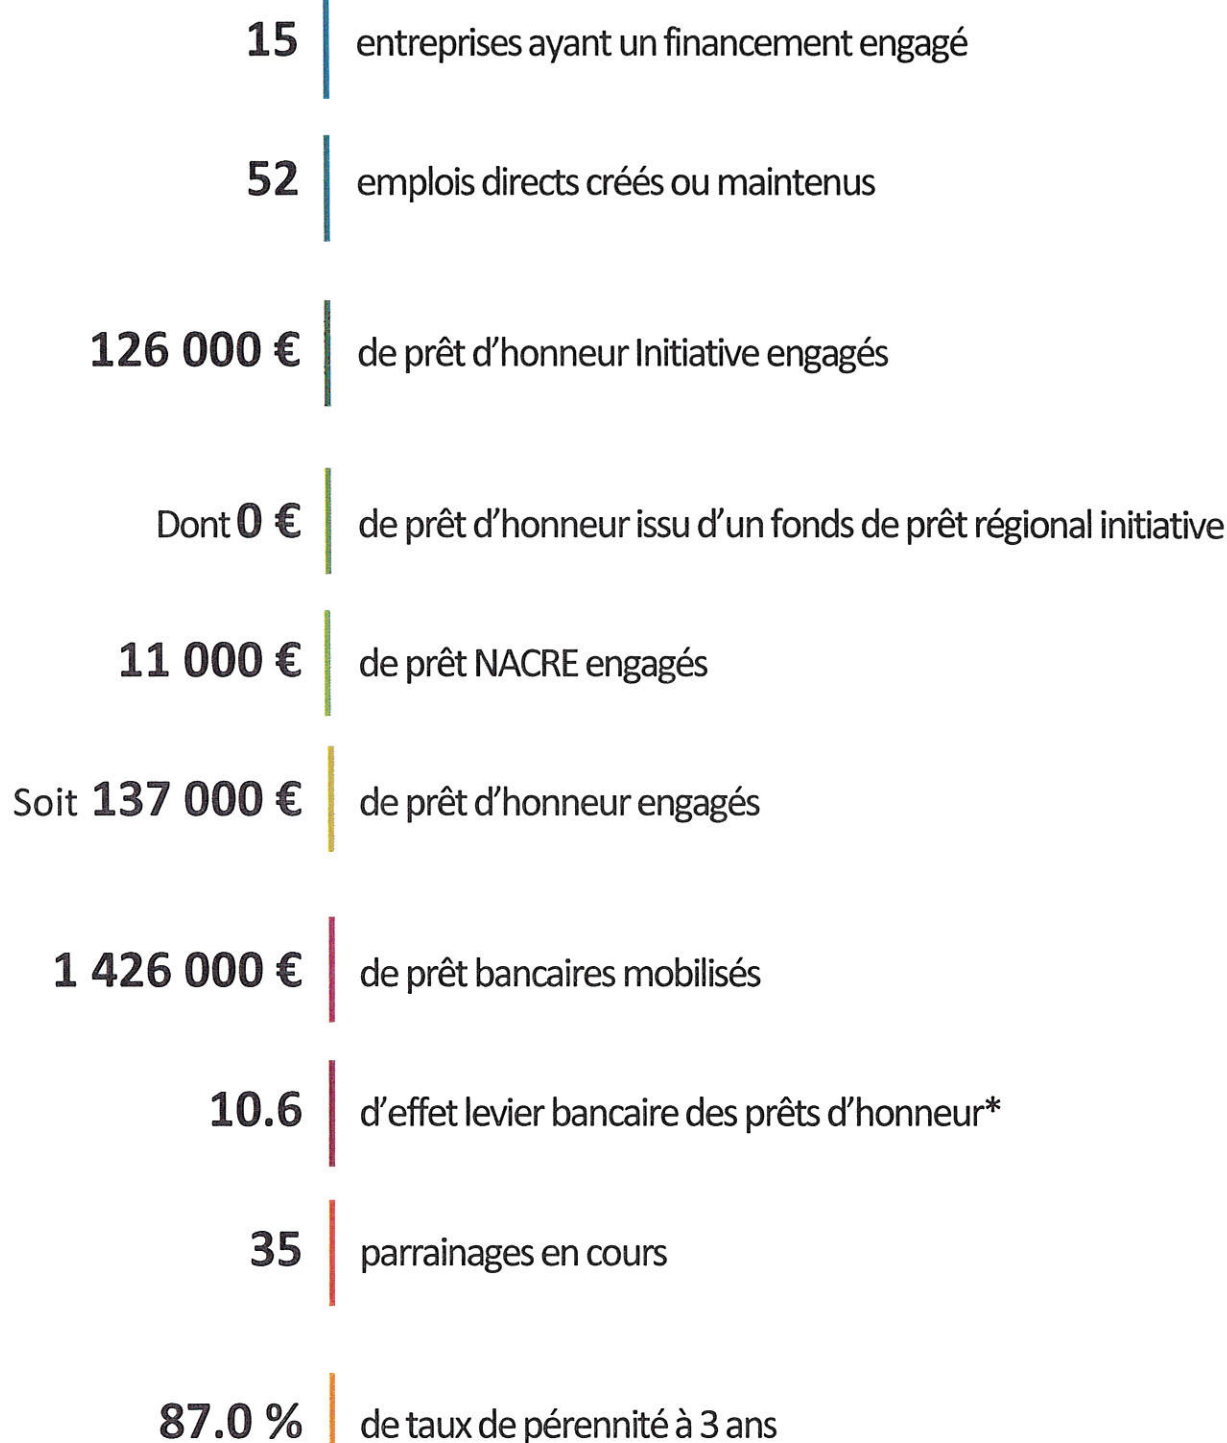 15 entreprises ayant un financement engagé
52 emplois directs créés ou maintenus
126 000 € de prêt d’honneur Initiative engagés
Dont 0 € de prêt d’honneur issu d’un fonds de prêt régional initiative
11 000 € de prêt NACRE engagés
Soit 137 000 € de prêt d’honneur engagés
1 426 000 € de prêt bancaires mobilisés
10.6 d’effet levier bancaire des prêts d’honneur*
35 parrainages en cours
87.0 % de taux de pérennité à 3 ans